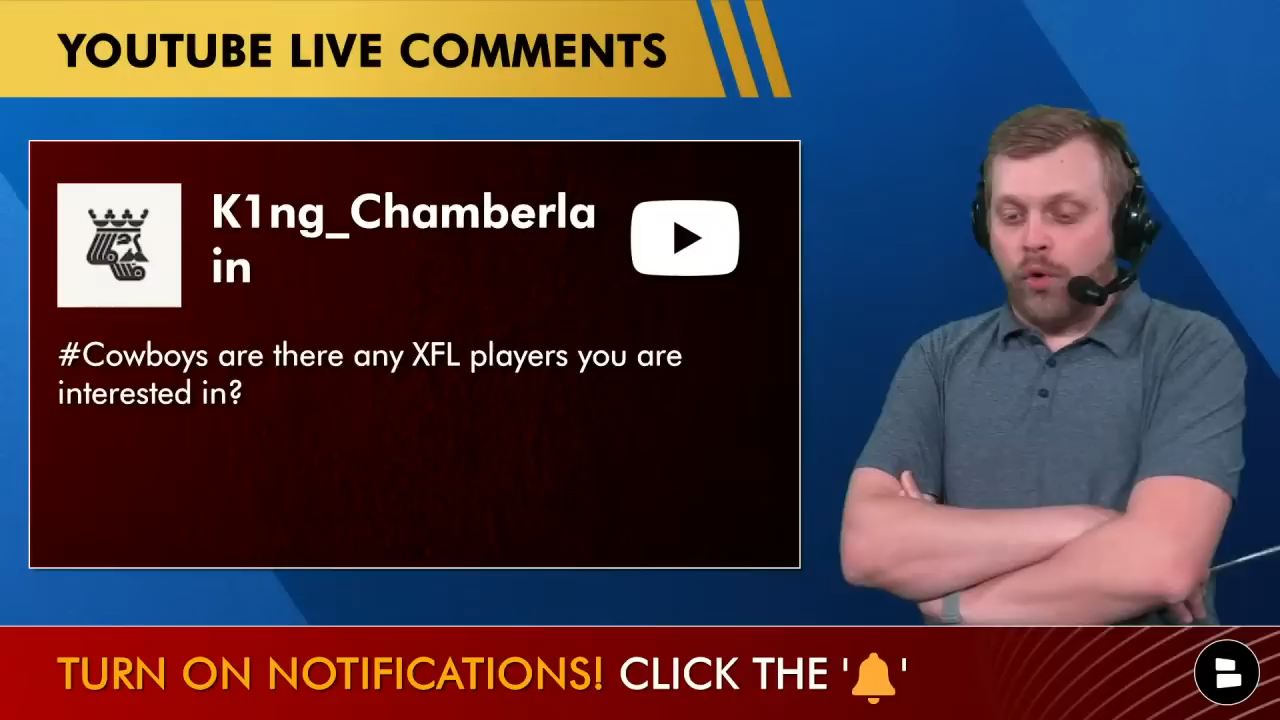 YOUTUBE LIVE COMMENTS
K1ng_Chamberla
in
#Cowboys are there any XFL players you are
interested in?
TURN ON NOTIFICATIONS! CLICK THE ' '